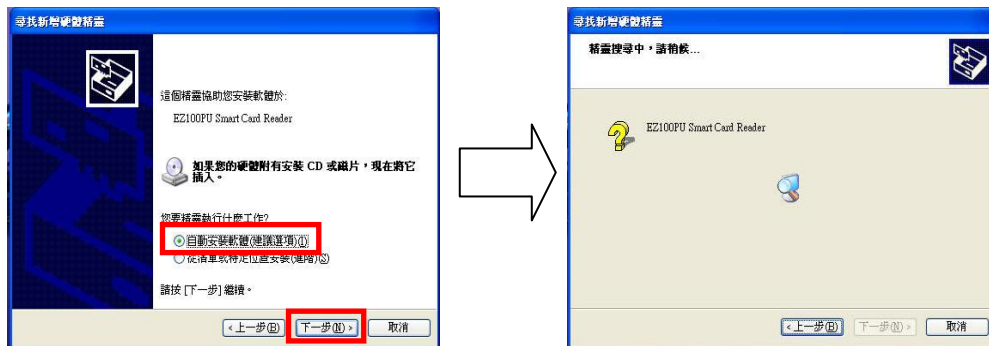 尋找新增硬體精靈
這個精靈協助您安裝軟體於:
EZ100PU Smart Card Reader
如果您的硬體附有安裝 CD 或磁片，現在將它
插入。
您要精靈執行什麼工作?
自動安裝軟體(建議選項)(I)
從清單或特定位置安裝(進階)(S)
請按 [下一步] 繼續。
<上一步(B)
下一步(N)>
取消
尋找新增硬體精靈
精靈搜尋中，請稍候...
EZ100PU Smart Card Reader
<上一步(B)
下一步(N)>
取消